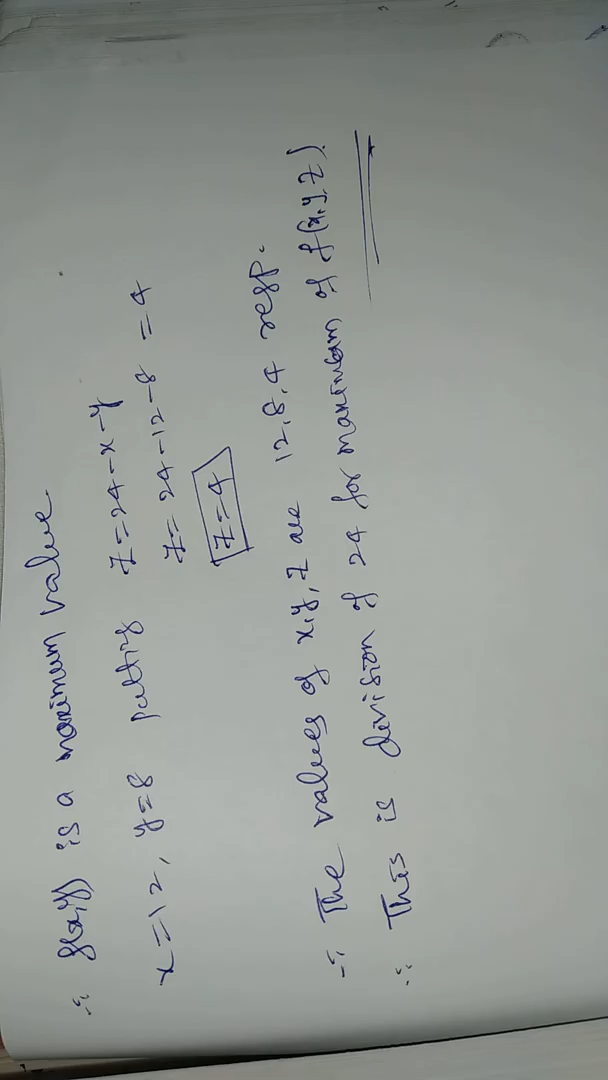 ∴ f(x,y) is a maximum value.
x=12, y=8 putting z=24-x-y
z=24-12-8 =4
z=4
∴ The values of x,y,z are 12,8,4 resp.
∴ This is division of 24 for maximum of f(x,y,z).